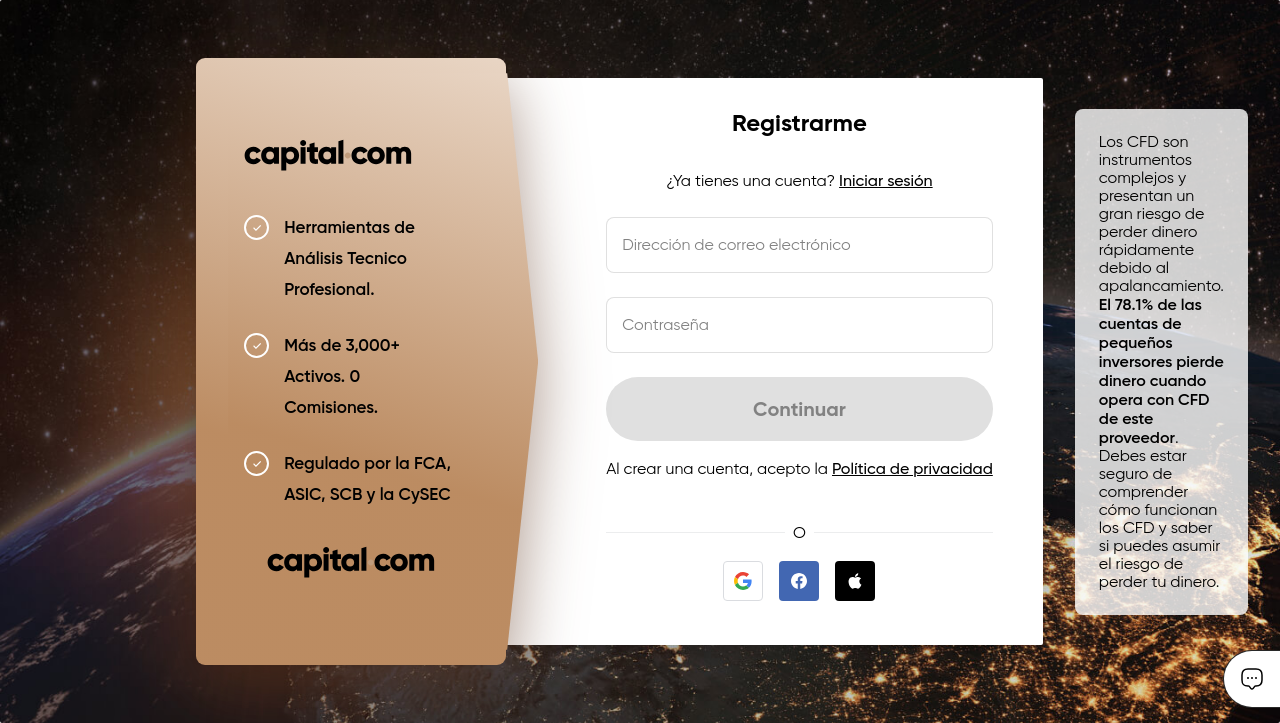 capital.com
Herramientas de
Análisis Tecnico
Profesional.
Más de 3,000+
Activos. 0
Comisiones.
Regulado por la FCA,
ASIC, SCB y la CySEC
capital com
Registrarme
¿Ya tienes una cuenta? Iniciar sesión
Dirección de correo electrónico
Contraseña
Continuar
Al crear una cuenta, acepto la Política de privacidad
O
Los CFD son
instrumentos
complejos y
presentan un
gran riesgo de
perder dinero
rápidamente
debido al
apalancamiento.
El 78.1% de las
cuentas de
pequeños
inversores pierde
dinero cuando
opera con CFD
de este
proveedor.
Debes estar
seguro de
comprender
cómo funcionan
los CFD y saber
si puedes asumir
el riesgo de
perder tu dinero.